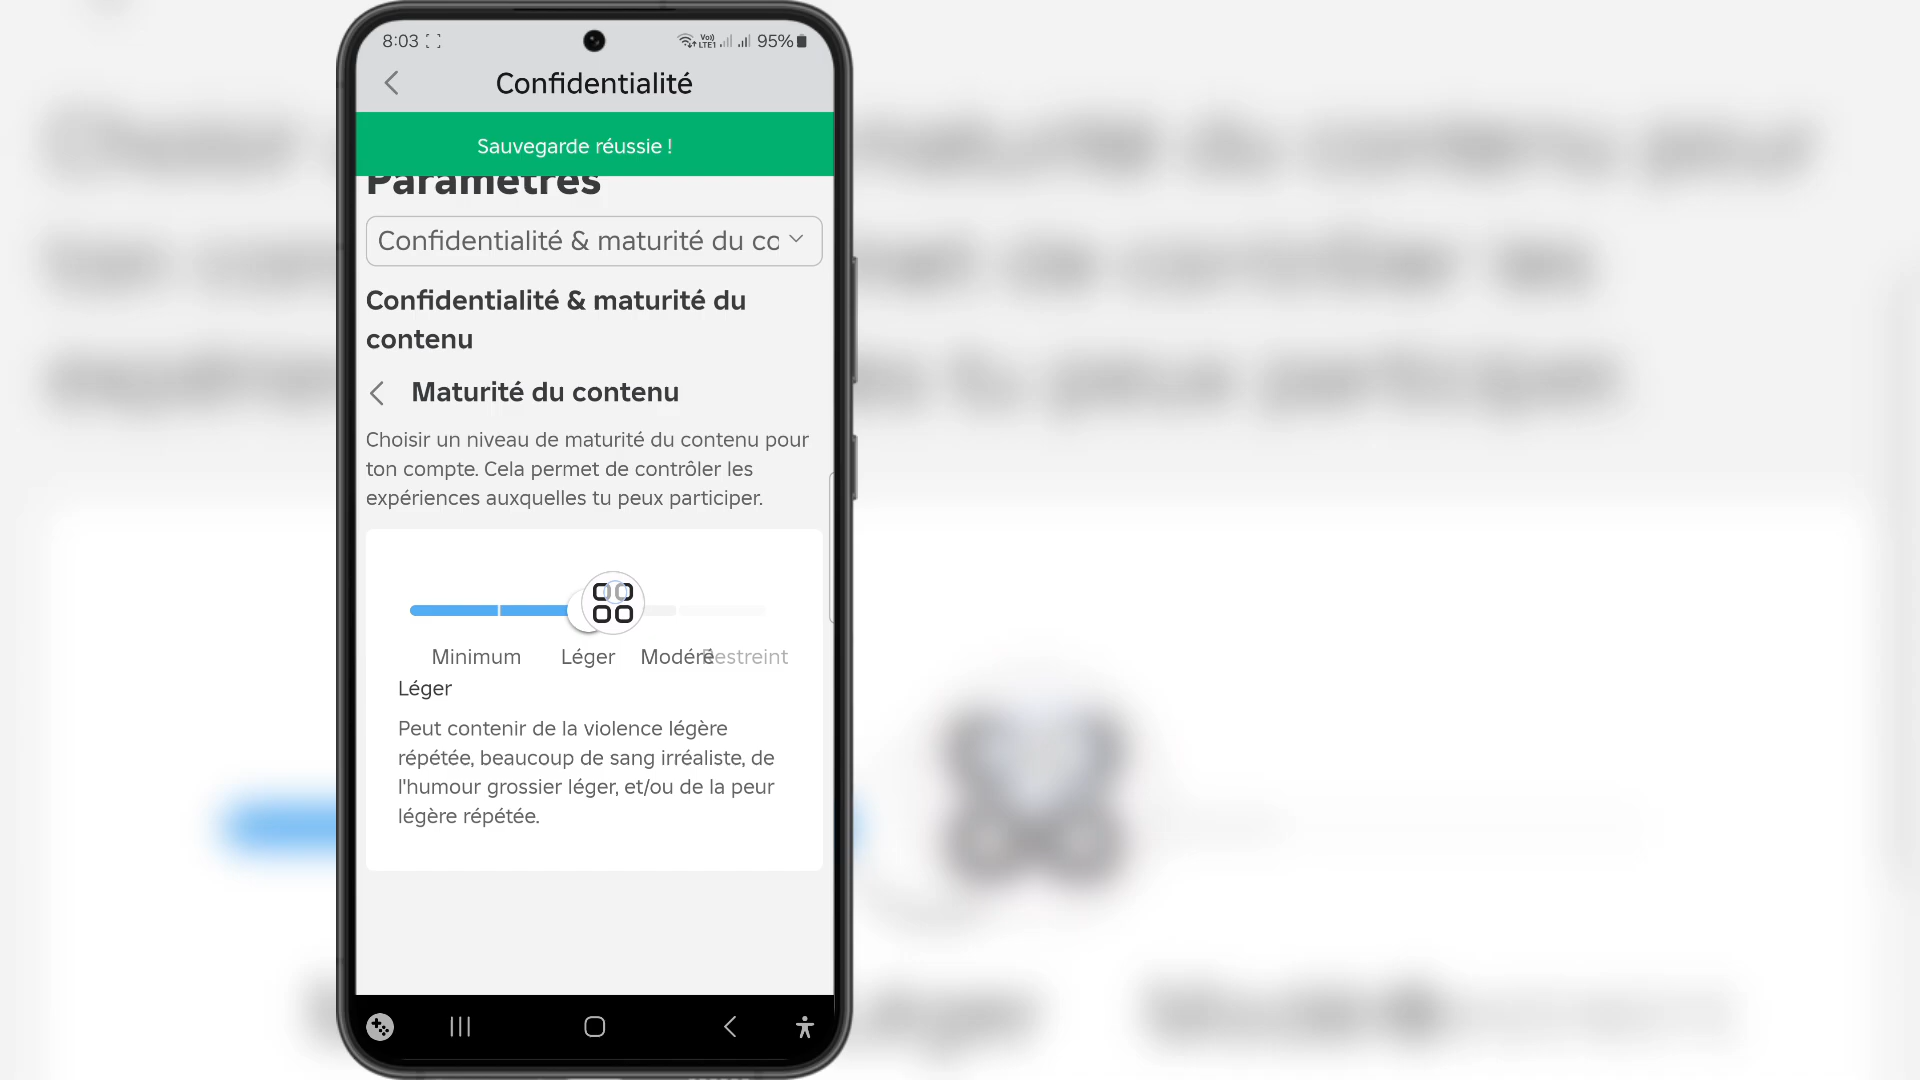 8:03
Vo)) LTE1 95%
Confidentialité
Sauvegarde réussie !
Paramètres
Confidentialité & maturité du co
Confidentialité & maturité du
contenu
Maturité du contenu
Choisir un niveau de maturité du contenu pour
ton compte. Cela permet de contrôler les
expériences auxquelles tu peux participer.
Minimum Léger Modéré Restreint
Léger
Peut contenir de la violence légère
répétée, beaucoup de sang irréaliste, de
l'humour grossier léger, et/ou de la peur
légère répétée.